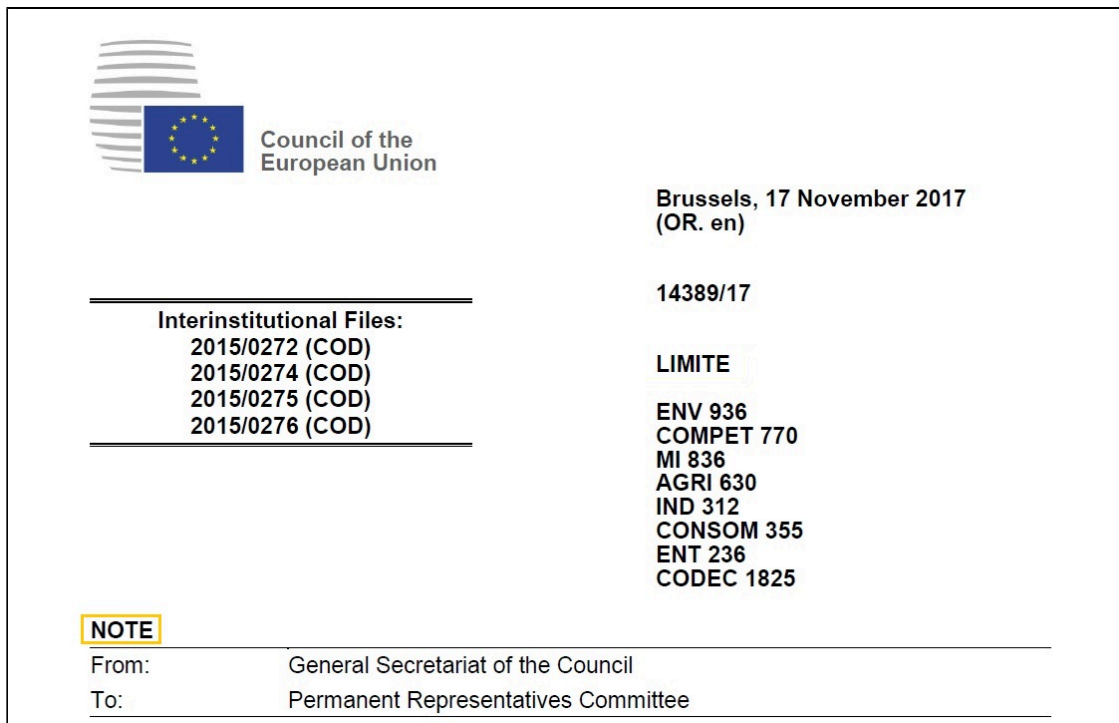 Council of the
European Union
Brussels, 17 November 2017
(OR. en)
14389/17
Interinstitutional Files:
2015/0272 (COD)
2015/0274 (COD)
2015/0275 (COD)
2015/0276 (COD)
LIMITE
ENV 936
COMPET 770
MI 836
AGRI 630
IND 312
CONSOM 355
ENT 236
CODEC 1825
NOTE
From: General Secretariat of the Council
To: Permanent Representatives Committee